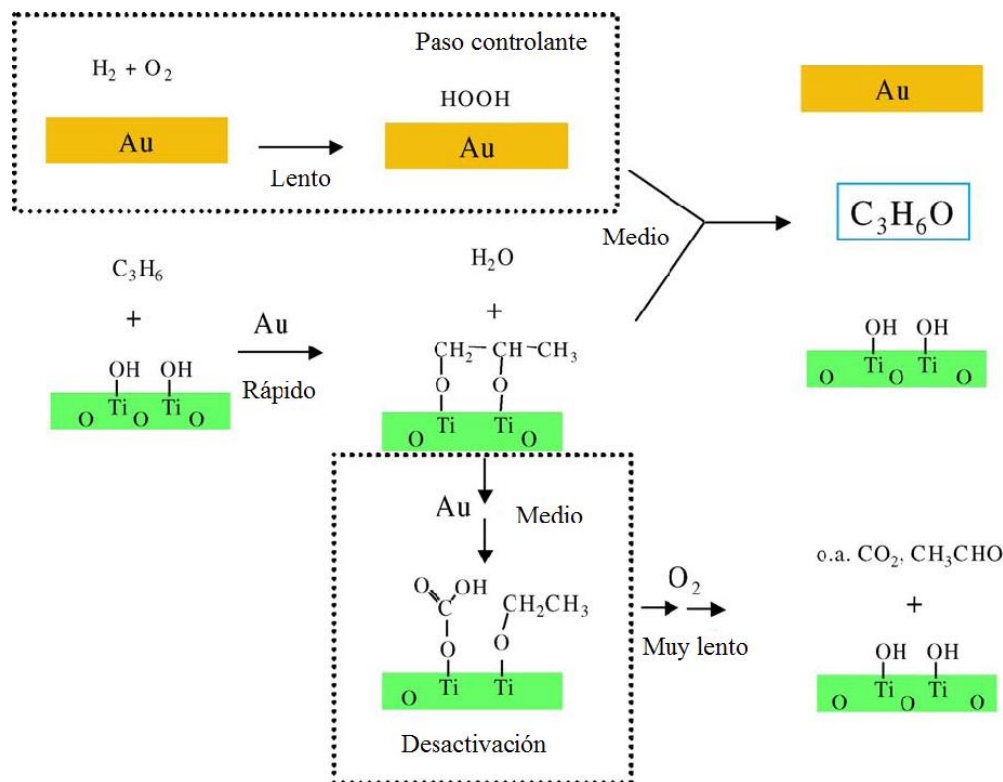 Paso controlante
H2 + O2
HOOH
Au
Au
Au
Lento
C3H6O
Medio
C3H6
+
H2O
+
Au
Rápido
OH OH
Ti Ti
O O O
CH2-CH-CH3
O O
Ti Ti
O O
OH OH
Ti Ti
O O O
Au
Medio
O OH
C
CH2CH3
O O
Ti Ti
O
Desactivación
O2
Muy lento
o.a. CO2, CH3CHO
+
OH OH
Ti Ti
O O O